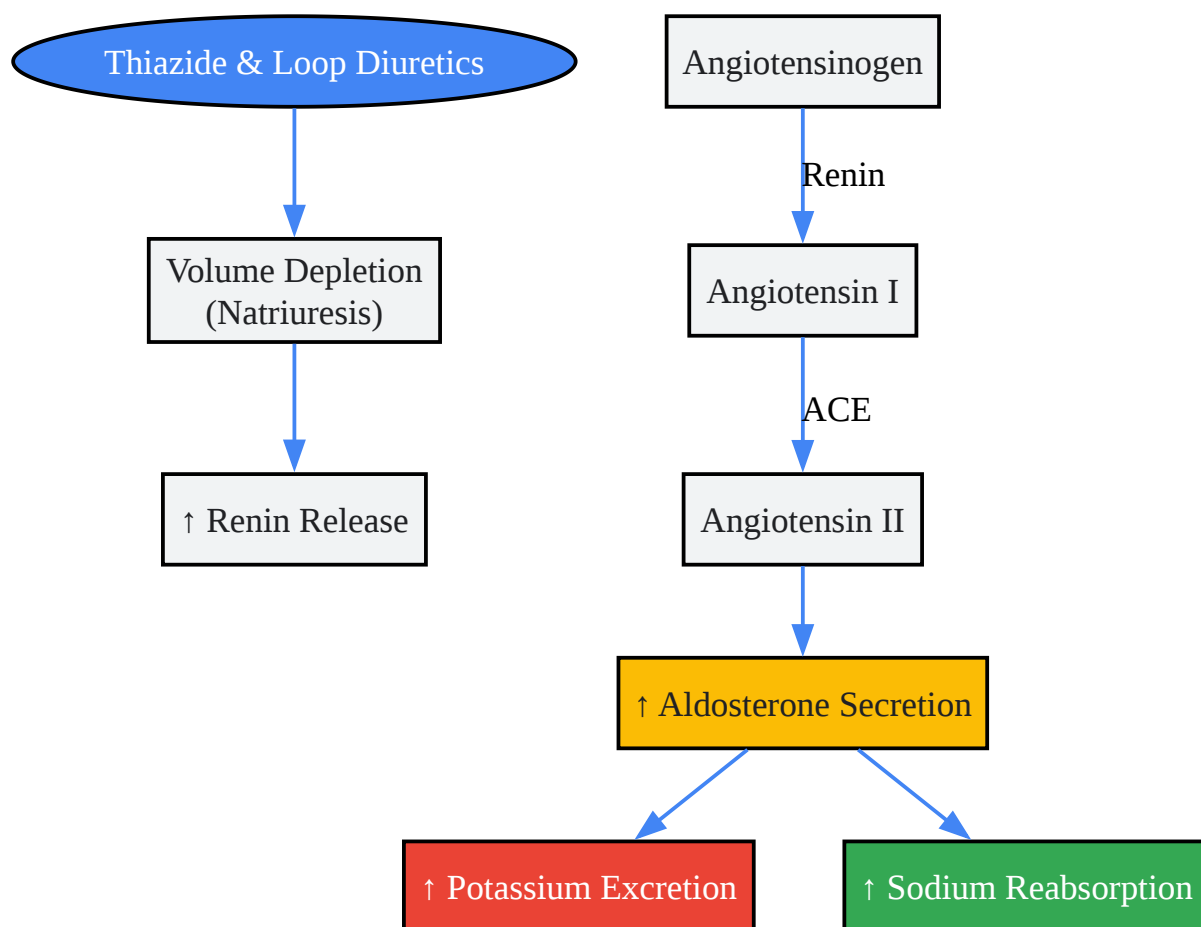 Thiazide & Loop Diuretics
Volume Depletion
(Natriuresis)
↑ Renin Release
Angiotensinogen
Renin
Angiotensin I
ACE
Angiotensin II
↑ Aldosterone Secretion
↑ Potassium Excretion
↑ Sodium Reabsorption